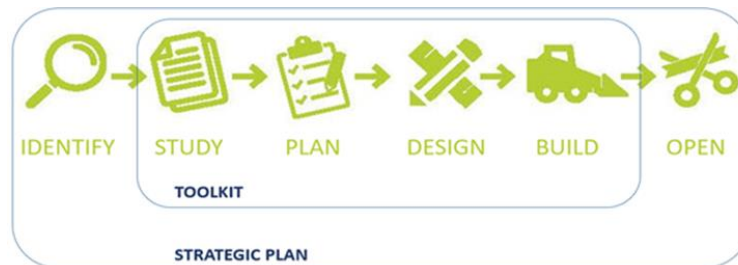 IDENTIFY STUDY PLAN DESIGN BUILD OPEN
TOOLKIT
STRATEGIC PLAN